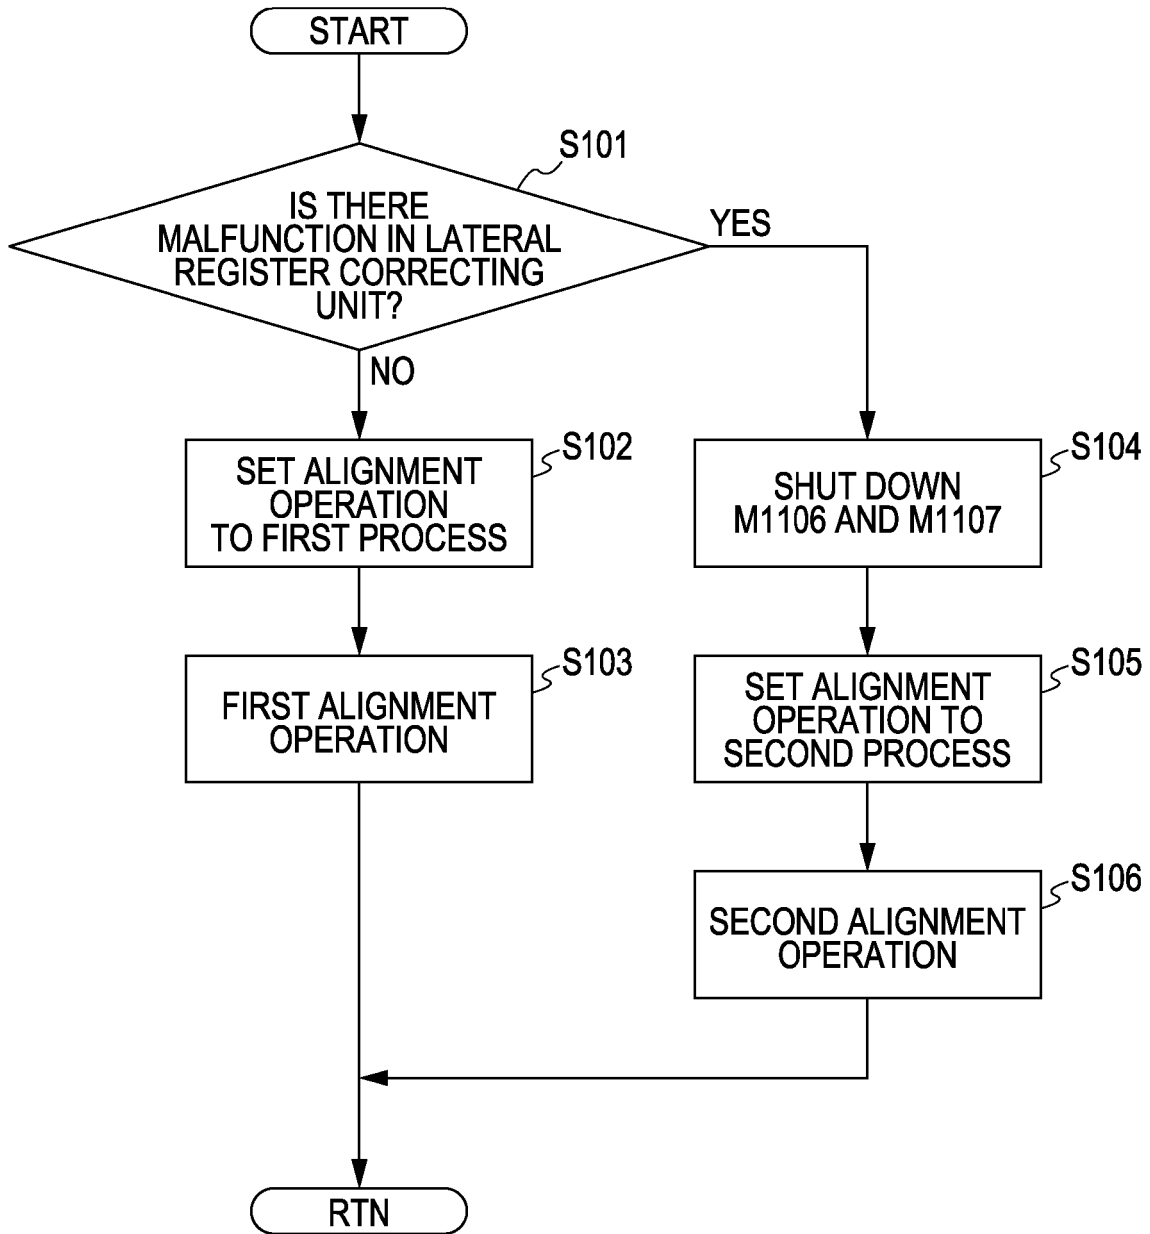 START
S101
IS THERE
MALFUNCTION IN LATERAL
REGISTER CORRECTING
UNIT?
YES
NO
S102
SET ALIGNMENT
OPERATION
TO FIRST PROCESS
S104
SHUT DOWN
M1106 AND M1107
S103
FIRST ALIGNMENT
OPERATION
S105
SET ALIGNMENT
OPERATION TO
SECOND PROCESS
S106
SECOND ALIGNMENT
OPERATION
RTN